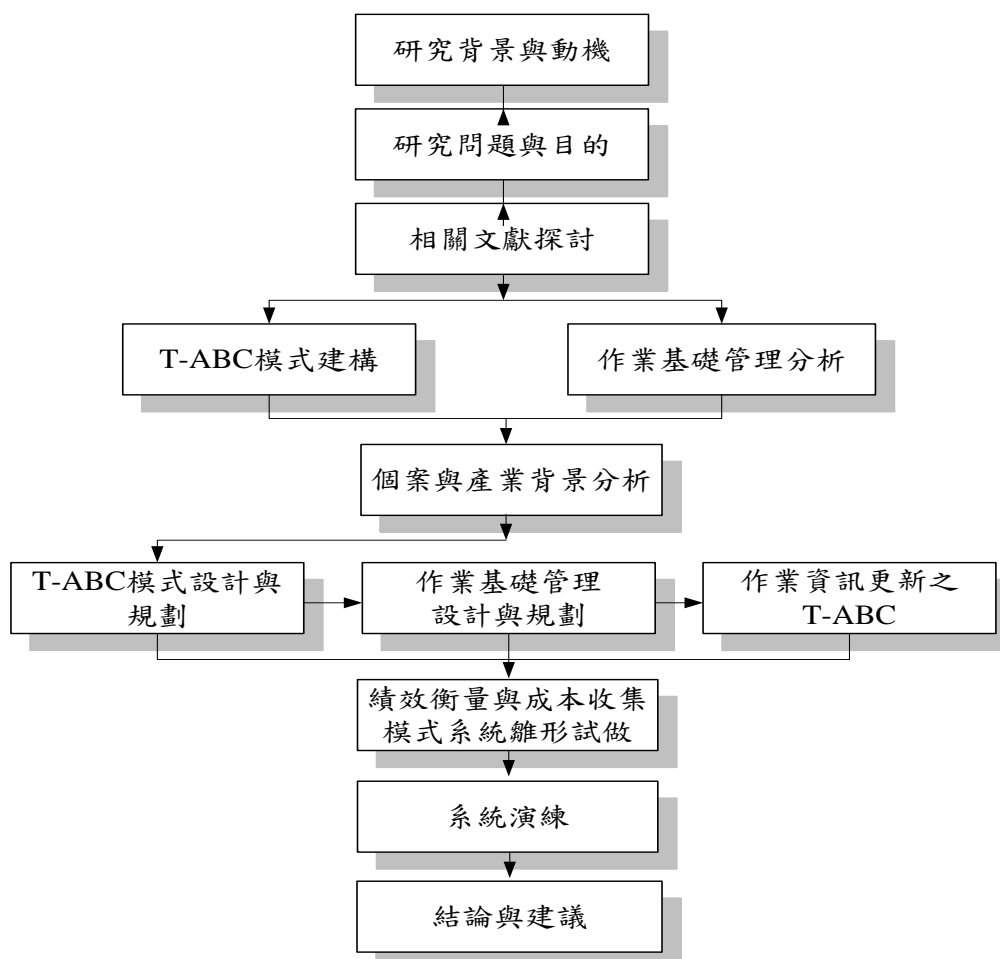 研究背景與動機
研究問題與目的
相關文獻探討
T-ABC模式建構
作業基礎管理分析
個案與產業背景分析
T-ABC模式設計與
規劃
作業基礎管理
設計與規劃
作業資訊更新之
T-ABC
績效衡量與成本收集
模式系統雛形試做
系統演練
結論與建議